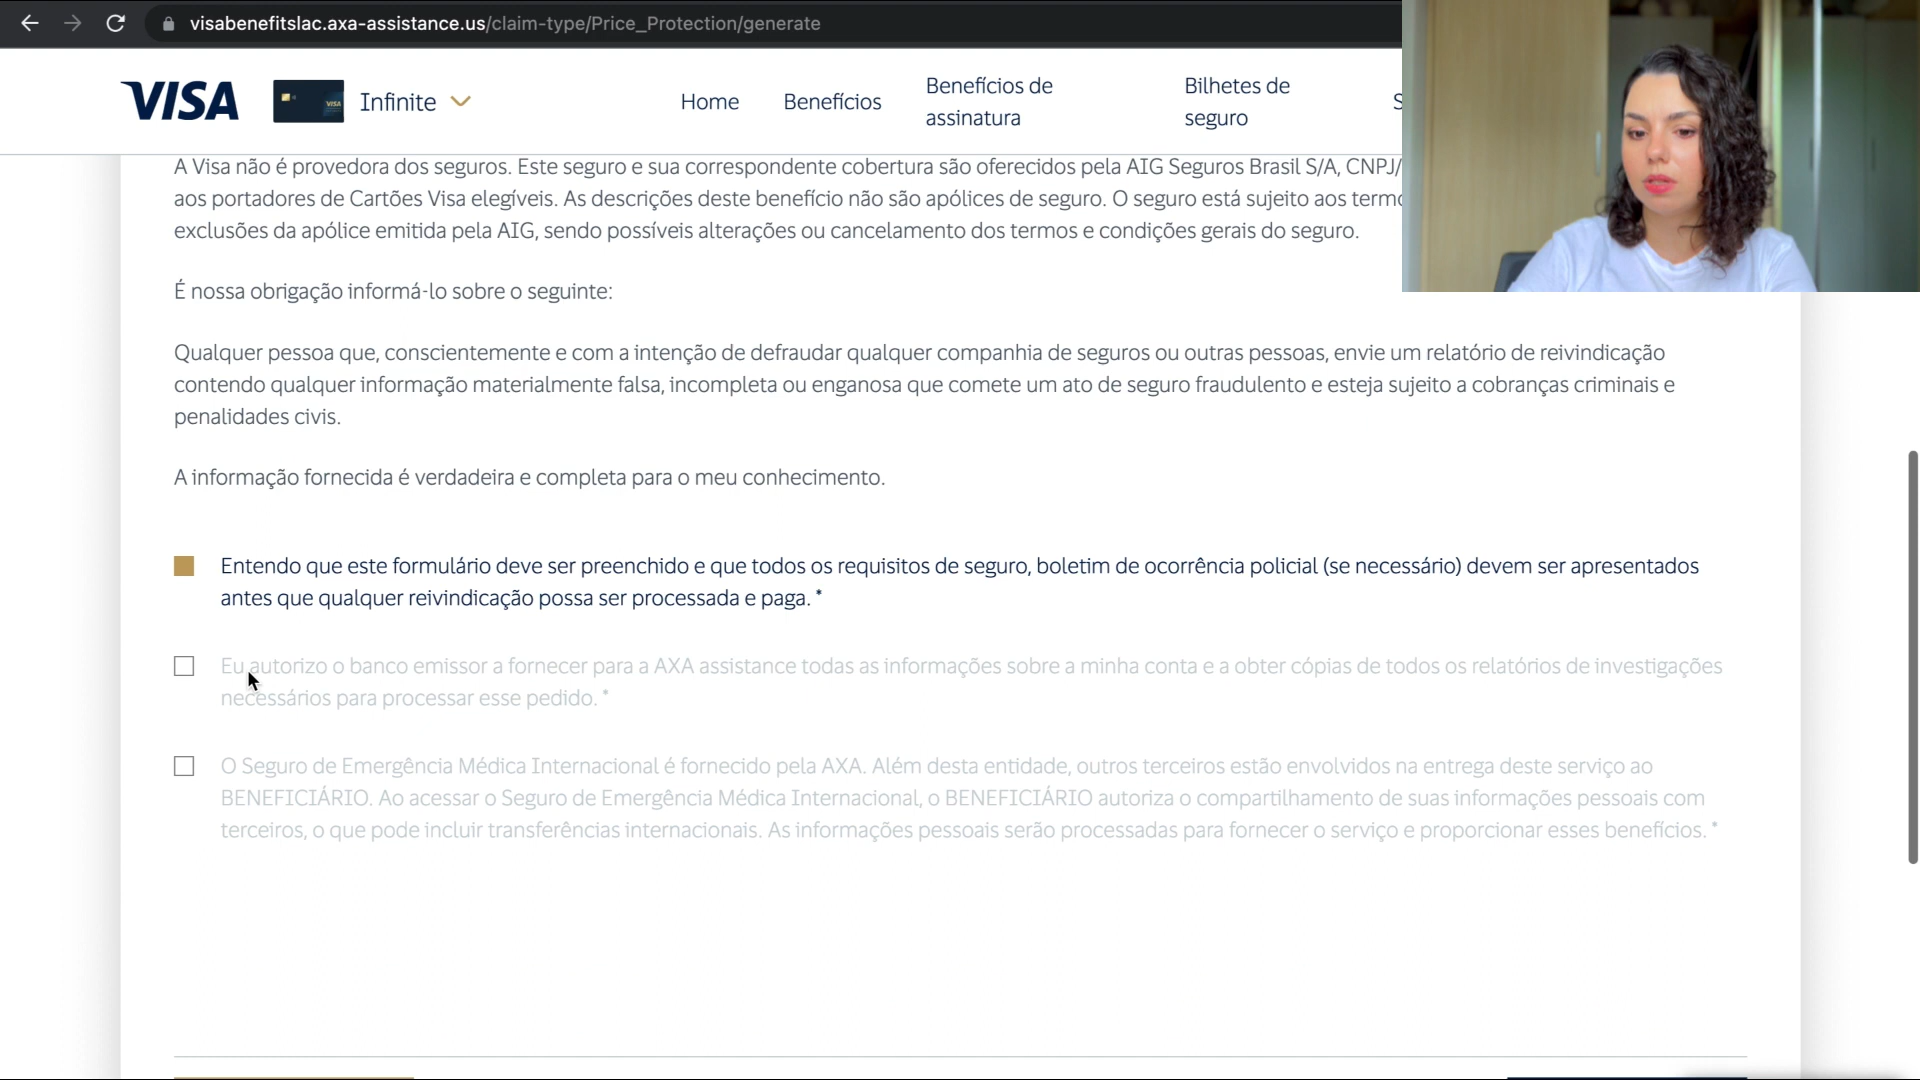 visabenefitslac.axa-assistance.us/claim-type/Price_Protection/generate
VISA
VISA
Infinite
Home
Benefícios
Benefícios de
assinatura
Bilhetes de
seguro
S
A Visa não é provedora dos seguros. Este seguro e sua correspondente cobertura são oferecidos pela AIG Seguros Brasil S/A, CNPJ/
aos portadores de Cartões Visa elegíveis. As descrições deste benefício não são apólices de seguro. O seguro está sujeito aos termo
exclusões da apólice emitida pela AIG, sendo possíveis alterações ou cancelamento dos termos e condições gerais do seguro.
É nossa obrigação informá-lo sobre o seguinte:
Qualquer pessoa que, conscientemente e com a intenção de defraudar qualquer companhia de seguros ou outras pessoas, envie um relatório de reivindicação
contendo qualquer informação materialmente falsa, incompleta ou enganosa que comete um ato de seguro fraudulento e esteja sujeito a cobranças criminais e
penalidades civis.
A informação fornecida é verdadeira e completa para o meu conhecimento.
Entendo que este formulário deve ser preenchido e que todos os requisitos de seguro, boletim de ocorrência policial (se necessário) devem ser apresentados
antes que qualquer reivindicação possa ser processada e paga. *
Eu autorizo o banco emissor a fornecer para a AXA assistance todas as informações sobre a minha conta e a obter cópias de todos os relatórios de investigações
necessários para processar esse pedido. *
O Seguro de Emergência Médica Internacional é fornecido pela AXA. Além desta entidade, outros terceiros estão envolvidos na entrega deste serviço ao
BENEFICIÁRIO. Ao acessar o Seguro de Emergência Médica Internacional, o BENEFICIÁRIO autoriza o compartilhamento de suas informações pessoais com
terceiros, o que pode incluir transferências internacionais. As informações pessoais serão processadas para fornecer o serviço e proporcionar esses benefícios. *